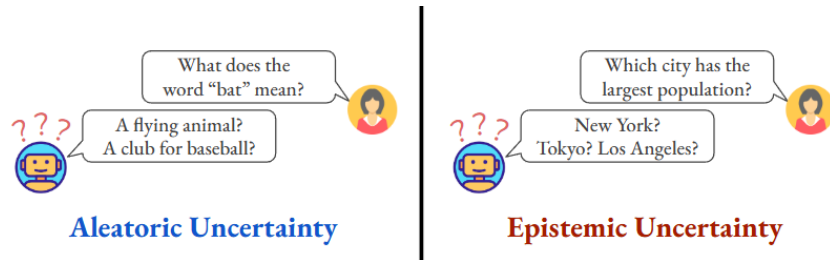 What does the
word “bat” mean?
? ? ?
A flying animal?
A club for baseball?
Aleatoric Uncertainty
Which city has the
largest population?
? ? ?
New York?
Tokyo? Los Angeles?
Epistemic Uncertainty